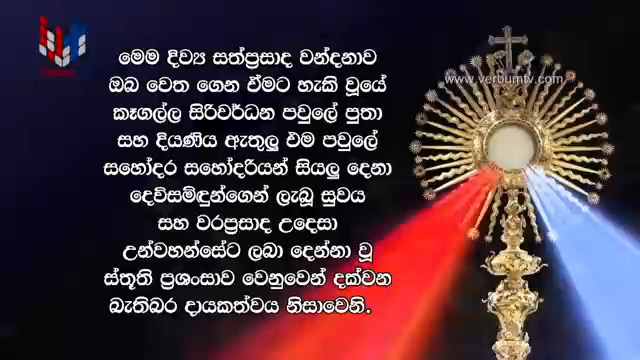 www.verbumtv.com
මෙම දිව්‍ය සත්ප්‍රසාද වන්දනාව
ඔබ වෙත ගෙන ඒමට හැකි වූයේ
කෑගල්ල සිරිවර්ධන පවුලේ පුතා
සහ දියණිය ඇතුලු එම පවුලේ
සහෝදර සහෝදරියන් සියලු දෙනා
දෙවිසමිඳුන්ගෙන් ලැබූ සුවය
සහ වරප්‍රසාද උදෙසා
උන්වහන්සේට ලබා දෙන්නා වූ
ස්තූති ප්‍රශංසාව වෙනුවෙන් දක්වන
බැතිබර දායකත්වය නිසාවෙනි.